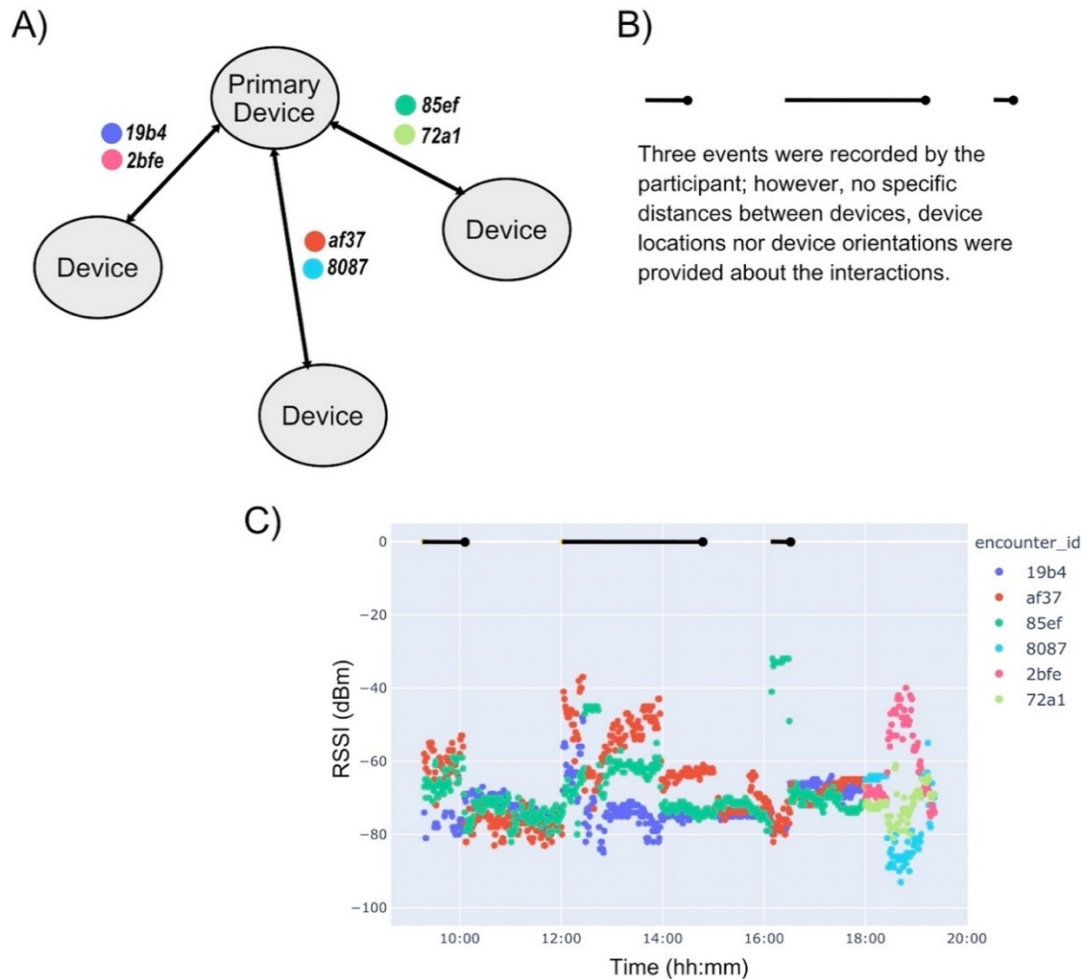 A)
Primary
Device
19b4
2bfe
85ef
72a1
af37
8087
Device
Device
Device
B)
Three events were recorded by the
participant; however, no specific
distances between devices, device
locations nor device orientations were
provided about the interactions.
C)
encounter_id
19b4
af37
85ef
8087
2bfe
72a1
RSSI (dBm)
0
−20
−40
−60
−80
−100
10:00
12:00
14:00
16:00
18:00
20:00
Time (hh:mm)